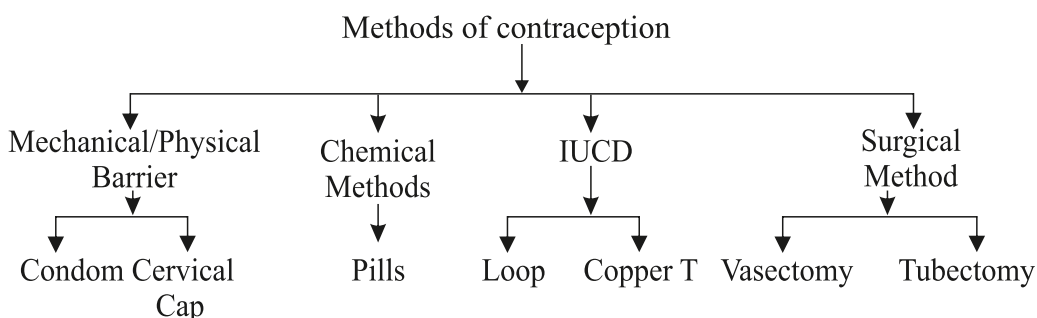 Methods of contraception
Mechanical/Physical
Barrier
Chemical
Methods
IUCD
Surgical
Method
Condom
Cervical
Cap
Pills
Loop
Copper T
Vasectomy
Tubectomy